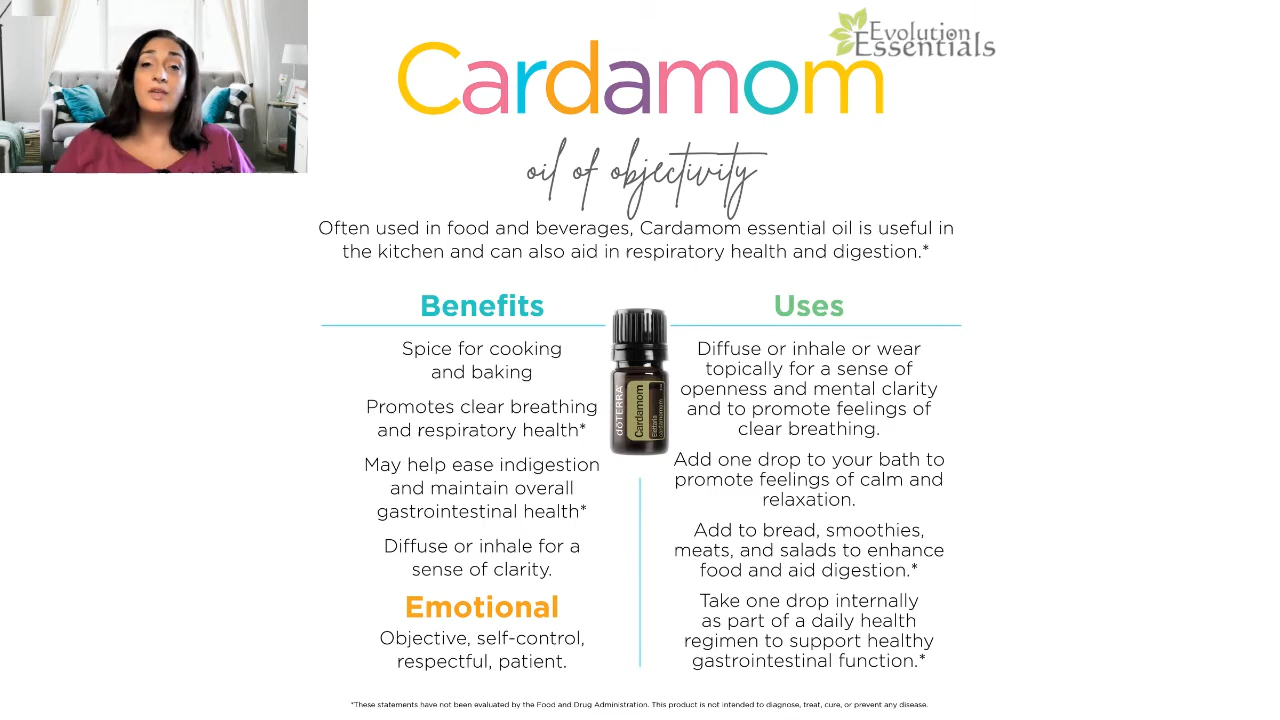 Evolution
Essentials
Cardamom
oil of objectivity
Often used in food and beverages, Cardamom essential oil is useful in
the kitchen and can also aid in respiratory health and digestion.*
Benefits
Spice for cooking
and baking
Promotes clear breathing
and respiratory health*
May help ease indigestion
and maintain overall
gastrointestinal health*
Diffuse or inhale for a
sense of clarity.
Emotional
Objective, self-control,
respectful, patient.
dōTERRA
Cardamom
Elettaria
cardamomum
Uses
Diffuse or inhale or wear
topically for a sense of
openness and mental clarity
and to promote feelings of
clear breathing.
Add one drop to your bath to
promote feelings of calm and
relaxation.
Add to bread, smoothies,
meats, and salads to enhance
food and aid digestion.*
Take one drop internally
as part of a daily health
regimen to support healthy
gastrointestinal function.*
*These statements have not been evaluated by the Food and Drug Administration. This product is not intended to diagnose, treat, cure, or prevent any disease.